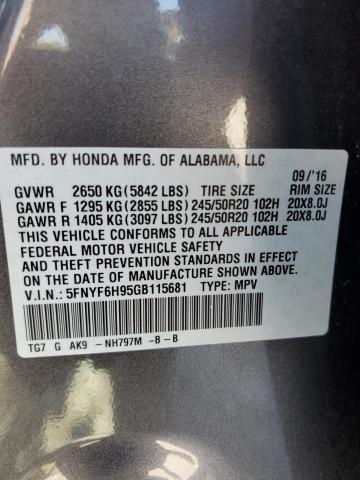 MFD. BY HONDA MFG. OF ALABAMA, LLC
09/'16
GVWR 2650 KG (5842 LBS) TIRE SIZE RIM SIZE
GAWR F 1295 KG (2855 LBS) 245/50R20 102H 20X8.0J
GAWR R 1405 KG (3097 LBS) 245/50R20 102H 20X8.0J
THIS VEHICLE CONFORMS TO ALL APPLICABLE
FEDERAL MOTOR VEHICLE SAFETY
AND THEFT PREVENTION STANDARDS IN EFFECT
ON THE DATE OF MANUFACTURE SHOWN ABOVE.
V.I.N.: 5FNYF6H95GB115681 TYPE: MPV
TG7 G AK9 -NH797M -B-B